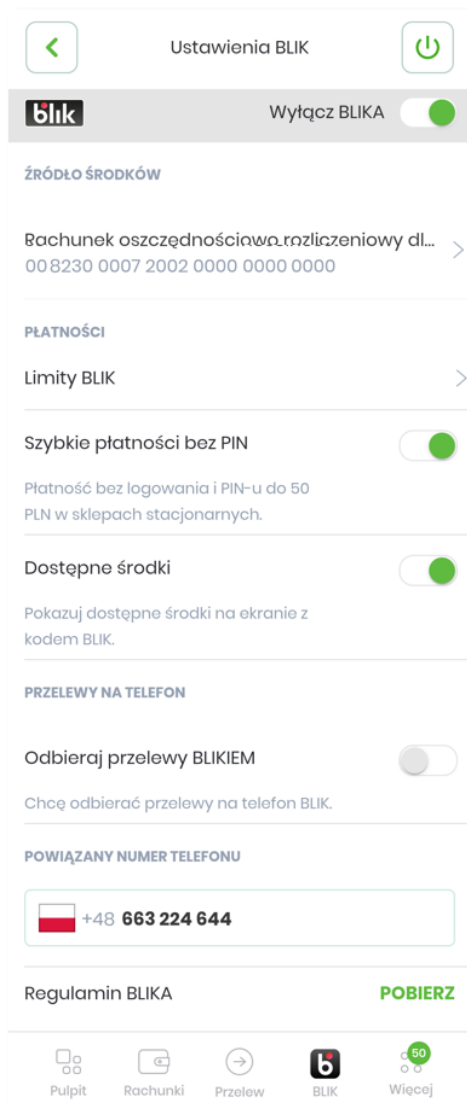 Ustawienia BLIK
blik
Wyłącz BLIKA
ŹRÓDŁO ŚRODKÓW
Rachunek oszczędnościowo rozliczeniowy dl...
00 8230 0007 2002 0000 0000 0000
PŁATNOŚCI
Limity BLIK
Szybkie płatności bez PIN
Płatność bez logowania i PIN-u do 50
PLN w sklepach stacjonarnych.
Dostępne środki
Pokazuj dostępne środki na ekranie z
kodem BLIK.
PRZELEWY NA TELEFON
Odbieraj przelewy BLIKIEM
Chcę odbierać przelewy na telefon BLIK.
POWIĄZANY NUMER TELEFONU
+48 663 224 644
Regulamin BLIKA POBIERZ
50
Pulpit Rachunki Przelew BLIK Więcej